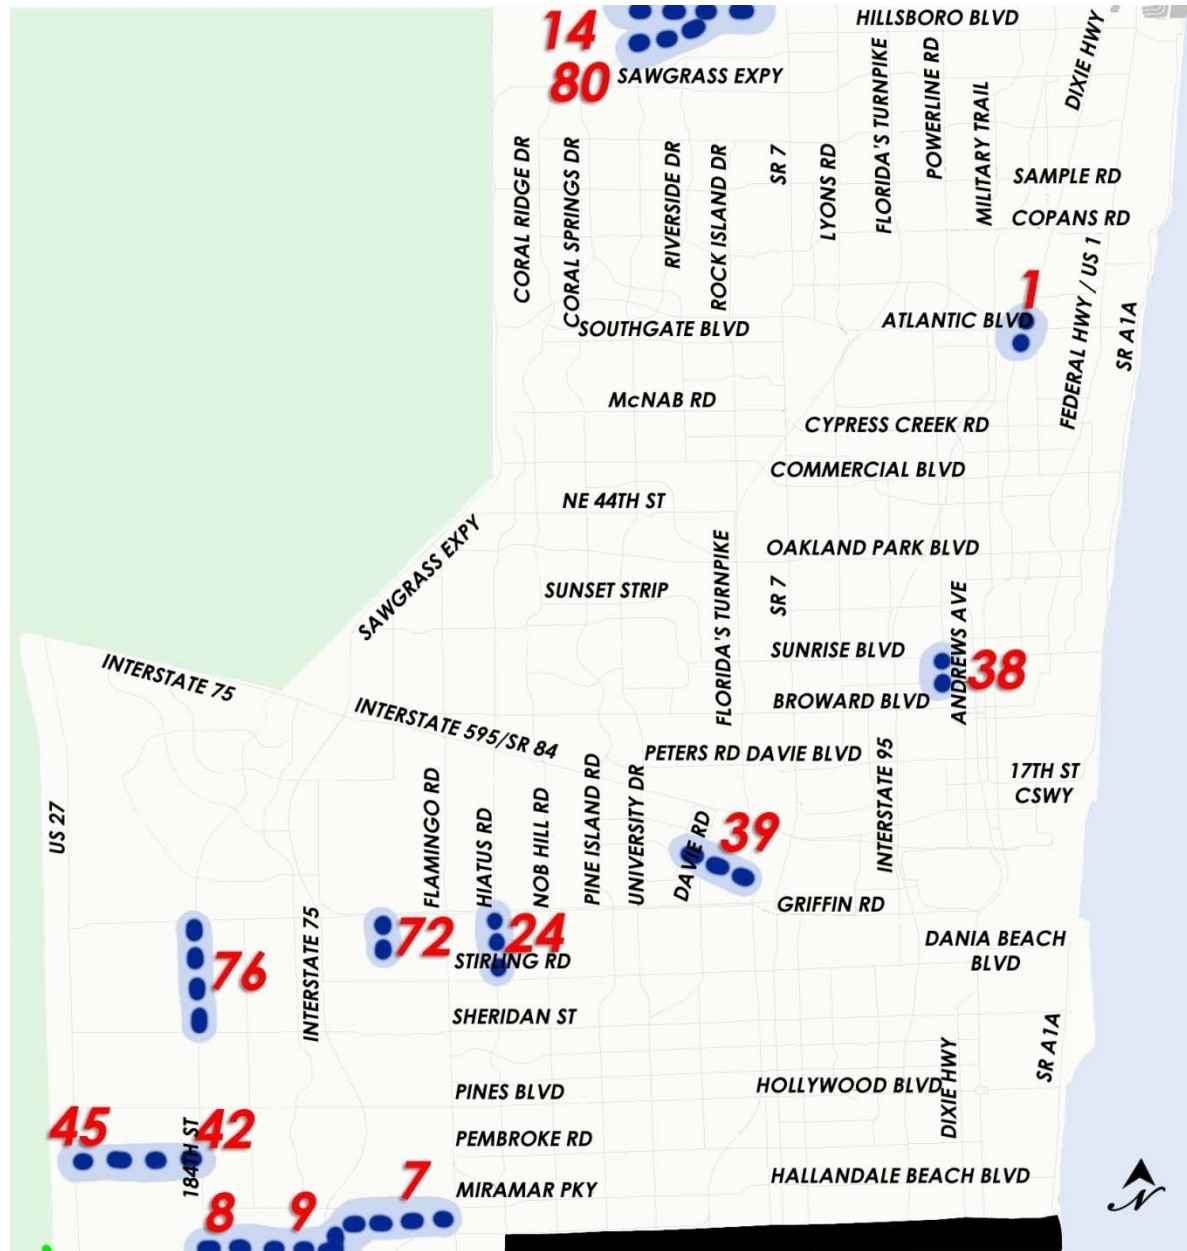 HILLSBORO BLVD
14
SAWGRASS EXPY
80
DIXIE HWY
POWERLINE RD
FLORIDA'S TURNPIKE
MILITARY TRAIL
CORAL RIDGE DR
CORAL SPRINGS DR
RIVERSIDE DR
ROCK ISLAND DR
SR 7
LYONS RD
SAMPLE RD
COPANS RD
1
ATLANTIC BLVD
SOUTHGATE BLVD
FEDERAL HWY / US 1
SR A1A
McNAB RD
CYPRESS CREEK RD
COMMERCIAL BLVD
NE 44TH ST
OAKLAND PARK BLVD
SAWGRASS EXPY
SUNSET STRIP
FLORIDA'S TURNPIKE
SR 7
ANDREWS AVE
SUNRISE BLVD
38
INTERSTATE 75
BROWARD BLVD
INTERSTATE 595/SR 84
PETERS RD
DAVIE BLVD
17TH ST
CSWY
US 27
FLAMINGO RD
HIATUS RD
NOB HILL RD
PINE ISLAND RD
UNIVERSITY DR
DAVIE RD
39
INTERSTATE 95
GRIFFIN RD
INTERSTATE 75
72
24
DANIA BEACH
BLVD
STIRLING RD
76
SHERIDAN ST
SR A1A
DIXIE HWY
PINES BLVD
HOLLYWOOD BLVD
45
42
184TH ST
PEMBROKE RD
7
MIRAMAR PKY
HALLANDALE BEACH BLVD
8
9
N